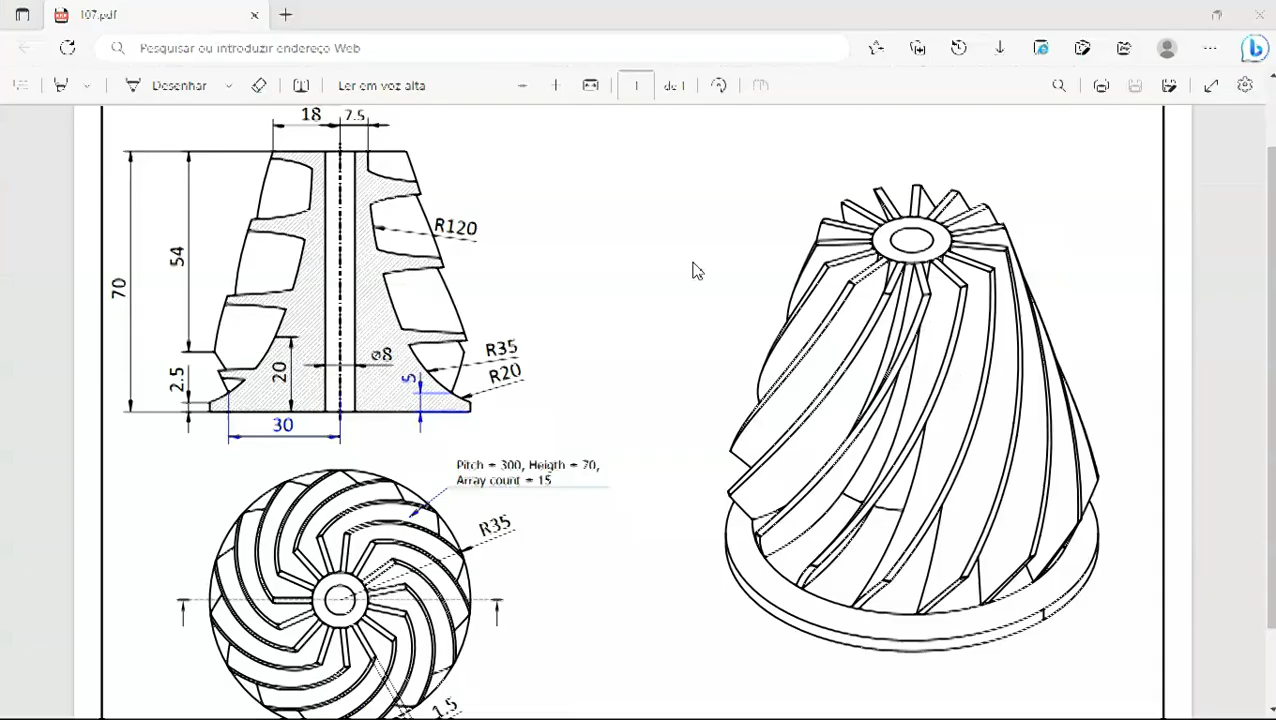 107.pdf
Pesquisar ou introduzir endereço Web
Desenhar
Ler em voz alta
1
de 1
18
7.5
R120
54
70
R35
⌀8
R20
5
20
2.5
30
Pitch = 300, Heigth = 70,
Array count = 15
R35
1.5